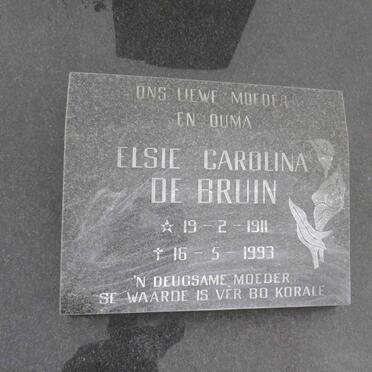 ONS LIEWE MOEDER
EN OUMA
ELSIE CAROLINA
DE BRUIN
☆ 19-2-1911
† 16-5-1993
'N DEUGSAME MOEDER
SE WAARDE IS VER BO KORALE